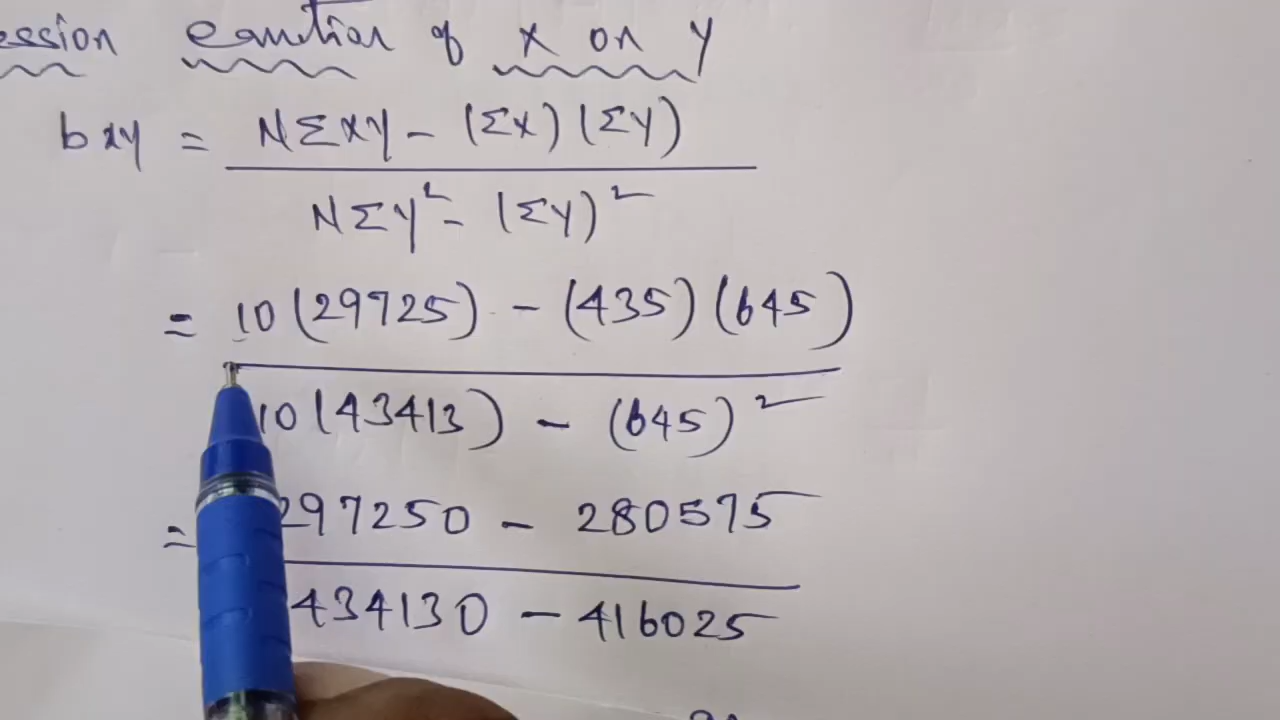 ession equation of x on y
bxy = NΣXY - (ΣX) (ΣY)
NΣY² - (ΣY)²
= 10 (29725) - (435) (645)
10 (43413) - (645)²
= 297250 - 280575
434130 - 416025